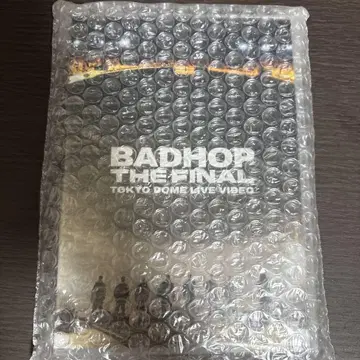 BADHOP
THE FINAL
TOKYO DOME LIVE VIDEO